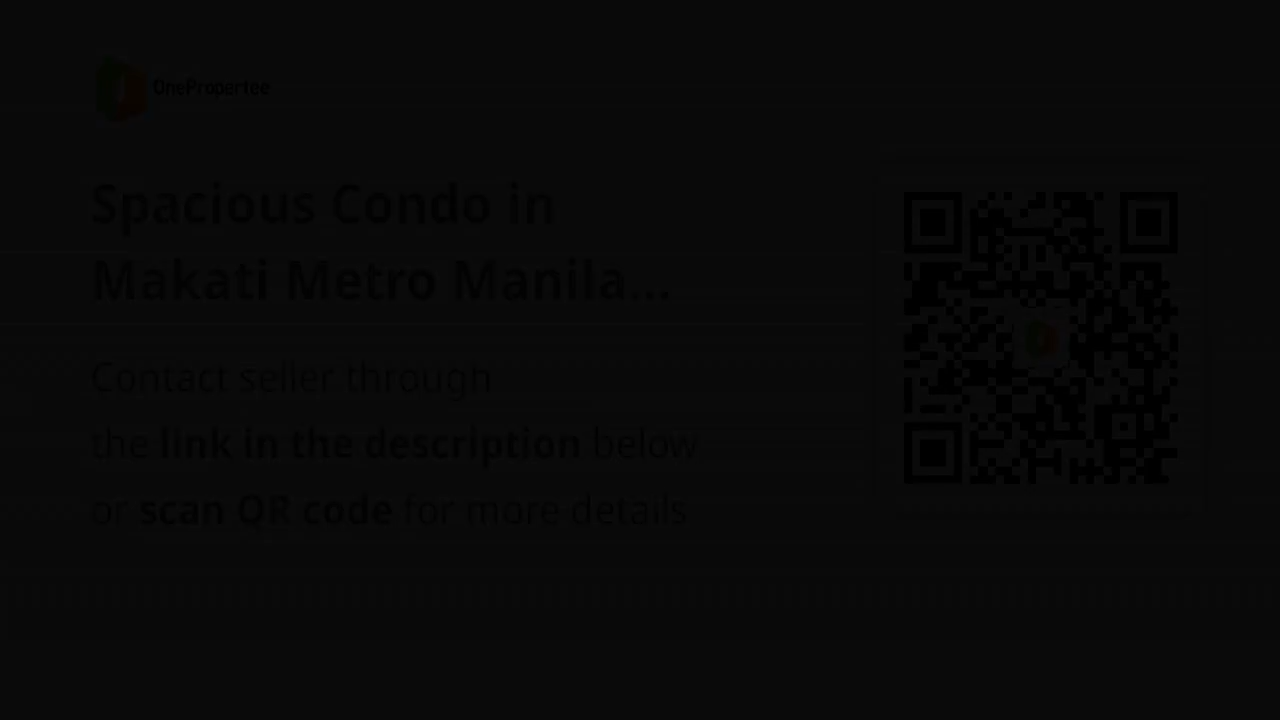 OnePropertee
Spacious Condo in
Makati Metro Manila...
Contact seller through
the link in the description below
or scan QR code for more details